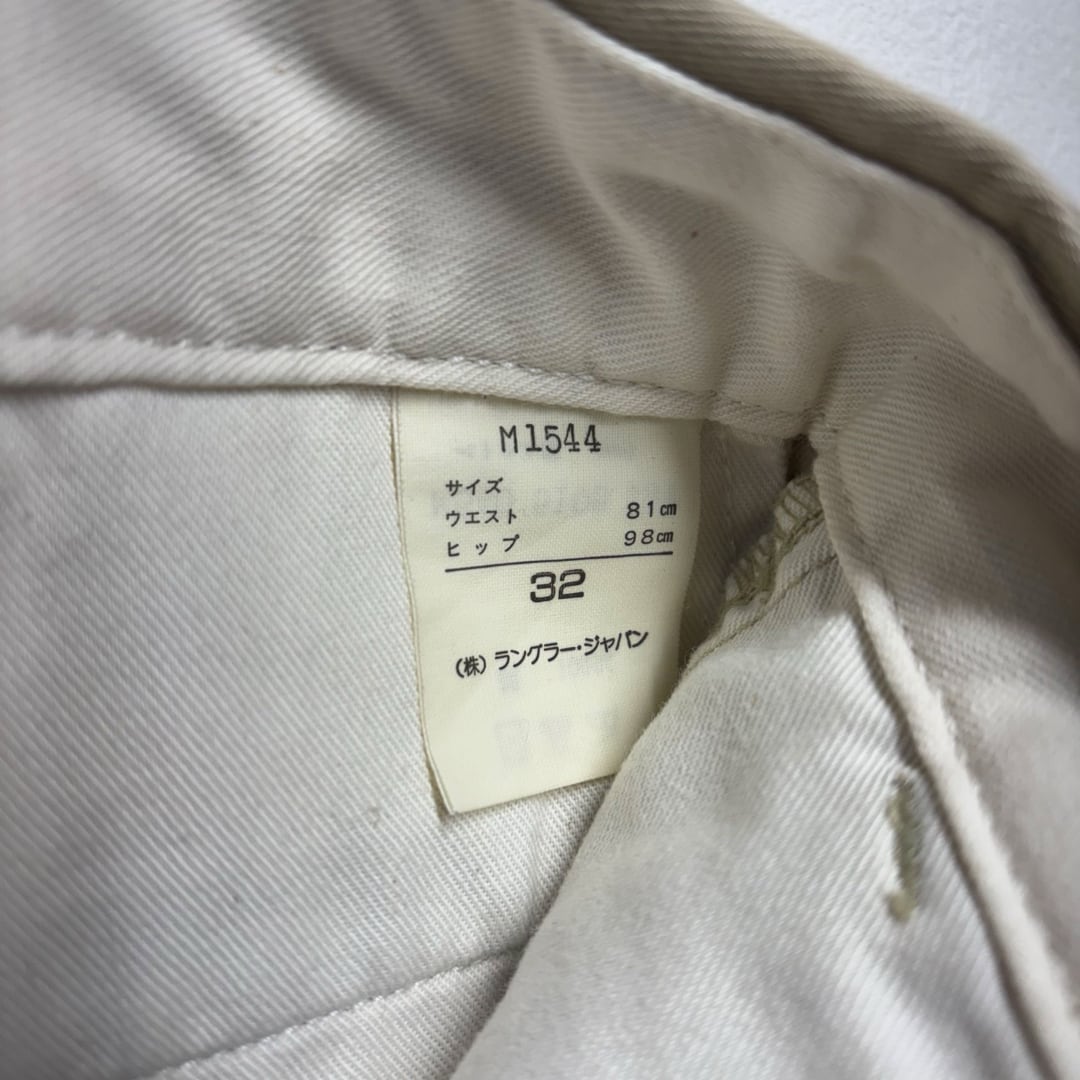 M1544
サイズ
ウエスト 81㎝
ヒップ 98㎝
32
(株) ラングラー・ジャパン